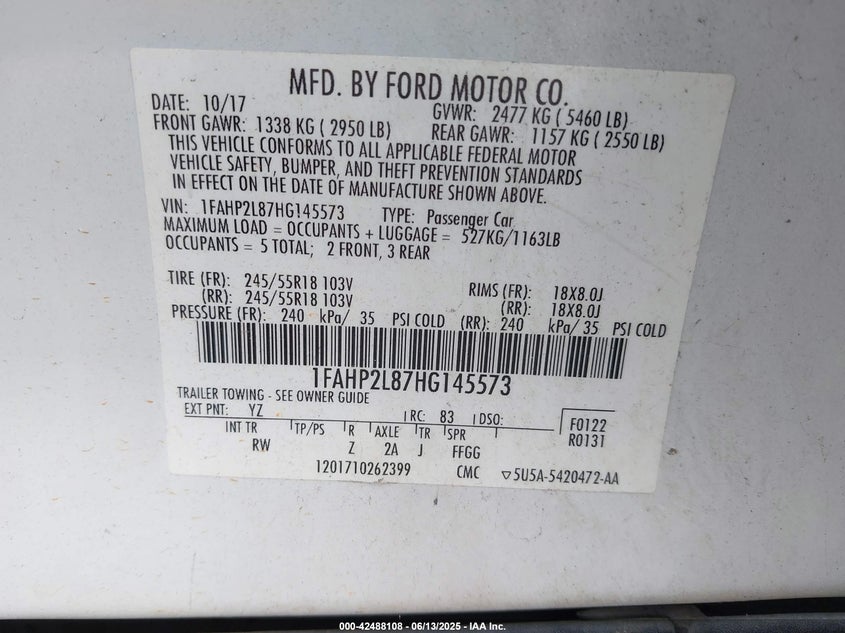 MFD. BY FORD MOTOR CO.
DATE: 10/17 GVWR: 2477 KG ( 5460 LB)
FRONT GAWR: 1338 KG ( 2950 LB) REAR GAWR: 1157 KG ( 2550 LB)
THIS VEHICLE CONFORMS TO ALL APPLICABLE FEDERAL MOTOR
VEHICLE SAFETY, BUMPER, AND THEFT PREVENTION STANDARDS
IN EFFECT ON THE DATE OF MANUFACTURE SHOWN ABOVE.
VIN: 1FAHP2L87HG145573 TYPE: Passenger Car
MAXIMUM LOAD = OCCUPANTS + LUGGAGE = 527KG/1163LB
OCCUPANTS = 5 TOTAL; 2 FRONT, 3 REAR
TIRE (FR): 245/55R18 103V RIMS (FR): 18X8.0J
(RR): 245/55R18 103V (RR): 18X8.0J
PRESSURE (FR): 240 kPa/ 35 PSI COLD (RR): 240 kPa/ 35 PSI COLD
1FAHP2L87HG145573
TRAILER TOWING - SEE OWNER GUIDE
EXT PNT: YZ RC: 83 DSO: F0122
INT TR TP/PS R AXLE TR SPR R0131
RW Z 2A J FFGG
1201710262399 CMC ▽5U5A-5420472-AA
000-42488108 - 06/13/2025 - IAA Inc.